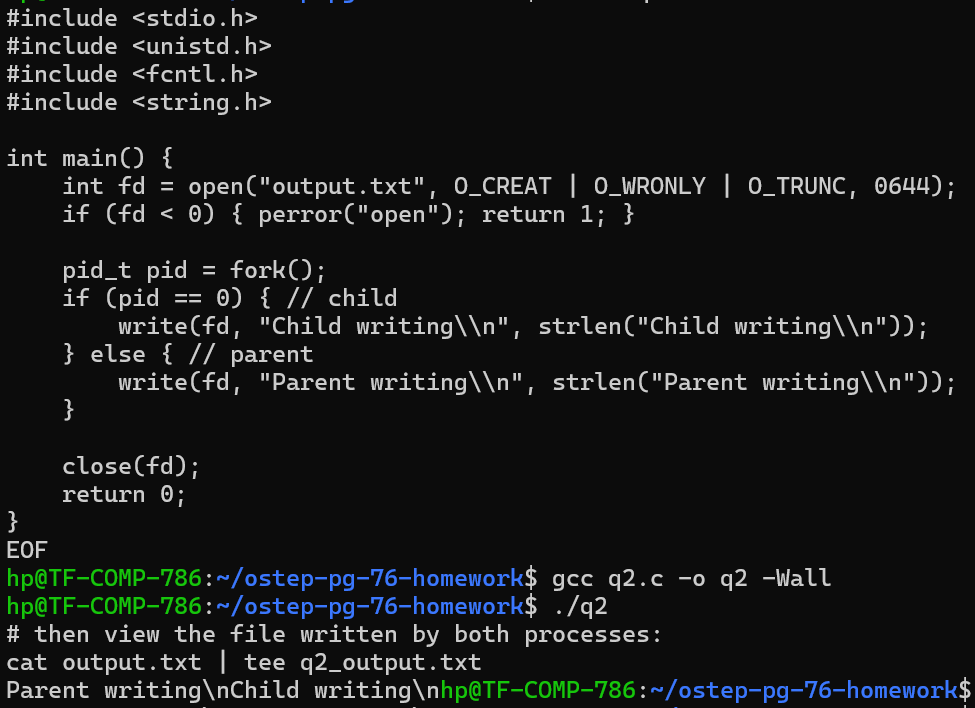 #include <stdio.h>
#include <unistd.h>
#include <fcntl.h>
#include <string.h>

int main() {
    int fd = open("output.txt", O_CREAT | O_WRONLY | O_TRUNC, 0644);
    if (fd < 0) { perror("open"); return 1; }

    pid_t pid = fork();
    if (pid == 0) { // child
        write(fd, "Child writing\\n", strlen("Child writing\\n"));
    } else { // parent
        write(fd, "Parent writing\\n", strlen("Parent writing\\n"));
    }

    close(fd);
    return 0;
}
EOF
hp@TF-COMP-786:~/ostep-pg-76-homework$ gcc q2.c -o q2 -Wall
hp@TF-COMP-786:~/ostep-pg-76-homework$ ./q2
# then view the file written by both processes:
cat output.txt | tee q2_output.txt
Parent writing\nChild writing\nhp@TF-COMP-786:~/ostep-pg-76-homework$